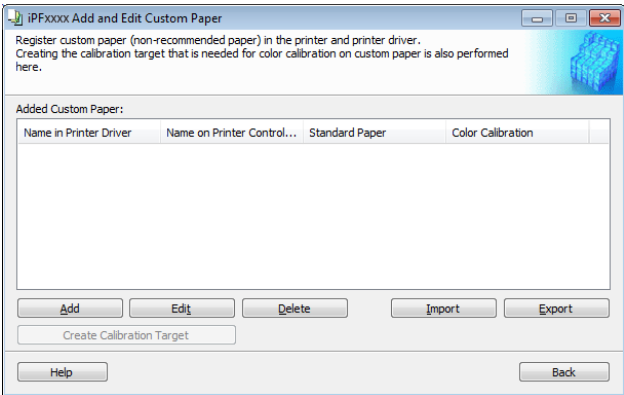 iPFxxxx Add and Edit Custom Paper
Register custom paper (non-recommended paper) in the printer and printer driver.
Creating the calibration target that is needed for color calibration on custom paper is also performed
here.
Added Custom Paper:
Name in Printer Driver Name on Printer Control... Standard Paper Color Calibration
Add Edit Delete Import Export
Create Calibration Target
Help Back